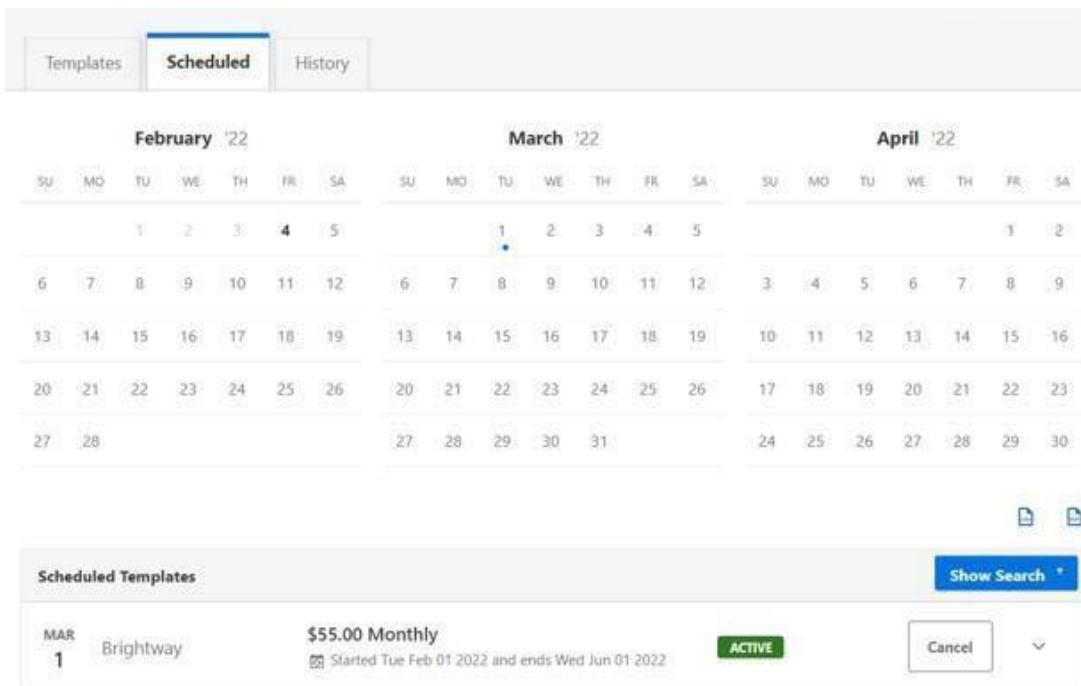 Templates Scheduled History
February '22 March '22 April '22
SU MO TU WE TH FR SA SU MO TU WE TH FR SA SU MO TU WE TH FR SA
1 2 3 4 5 1 2 3 4 5 1 2
6 7 8 9 10 11 12 6 7 8 9 10 11 12 3 4 5 6 7 8 9
13 14 15 16 17 18 19 13 14 15 16 17 18 19 10 11 12 13 14 15 16
20 21 22 23 24 25 26 20 21 22 23 24 25 26 17 18 19 20 21 22 23
27 28 27 28 29 30 31 24 25 26 27 28 29 30
Scheduled Templates Show Search
MAR 1 Brightway $55.00 Monthly ACTIVE Cancel
Started Tue Feb 01 2022 and ends Wed Jun 01 2022